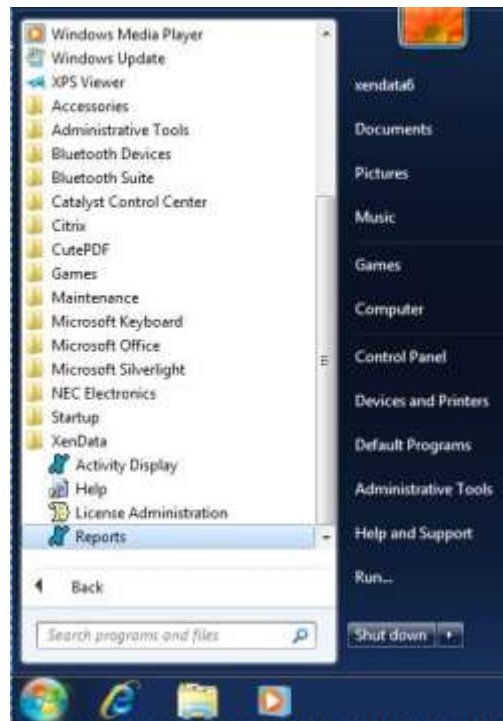 Windows Media Player
Windows Update
XPS Viewer
Accessories
Administrative Tools
Bluetooth Devices
Bluetooth Suite
Catalyst Control Center
Citrix
CutePDF
Games
Maintenance
Microsoft Keyboard
Microsoft Office
Microsoft Silverlight
NEC Electronics
Startup
XenData
Activity Display
Help
License Administration
Reports
Back
Search programs and files
xendata6
Documents
Pictures
Music
Games
Computer
Control Panel
Devices and Printers
Default Programs
Administrative Tools
Help and Support
Run...
Shut down